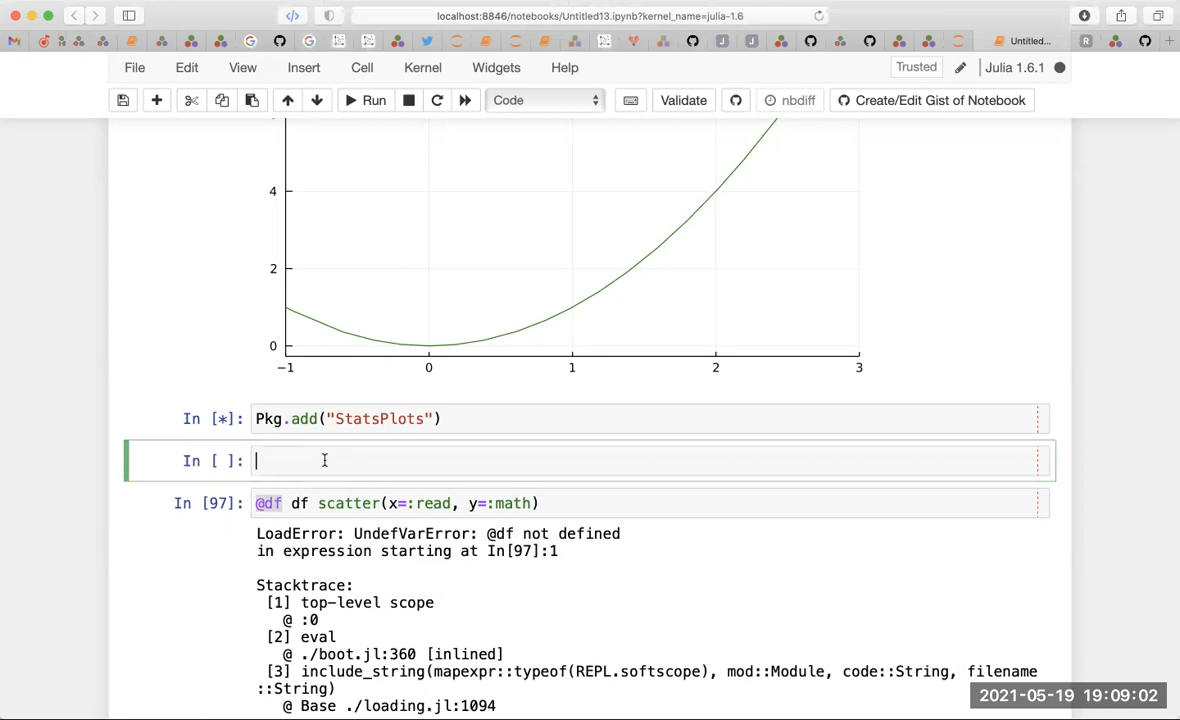 localhost:8846/notebooks/Untitled13.ipynb?kernel_name=julia-1.6
Untitled...
File Edit View Insert Cell Kernel Widgets Help Trusted Julia 1.6.1
Run Code Validate nbdiff Create/Edit Gist of Notebook
4
2
0
−1 0 1 2 3
In [*]: Pkg.add("StatsPlots")
In [ ]:
In [97]: @df df scatter(x=:read, y=:math)
LoadError: UndefVarError: @df not defined
in expression starting at In[97]:1
Stacktrace:
[1] top-level scope
@ :0
[2] eval
@ ./boot.jl:360 [inlined]
[3] include_string(mapexpr::typeof(REPL.softscope), mod::Module, code::String, filename
::String)
@ Base ./loading.jl:1094
2021-05-19 19:09:02